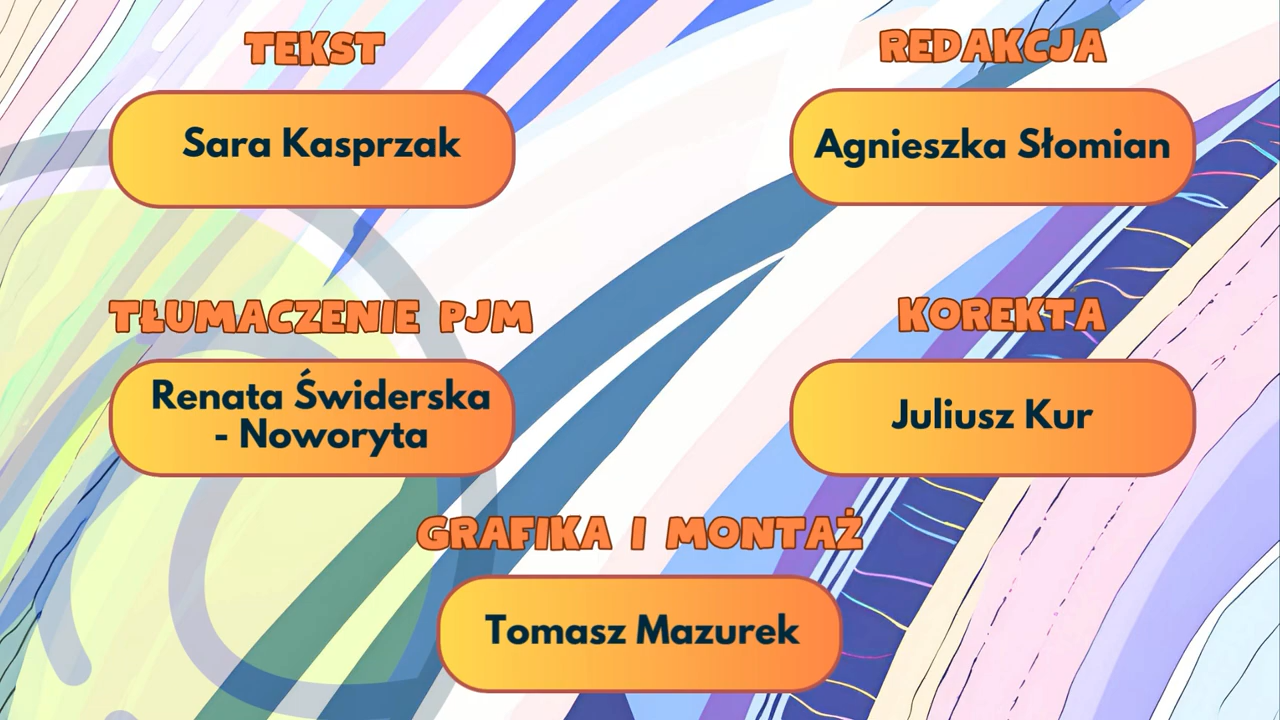 TEKST
Sara Kasprzak
REDAKCJA
Agnieszka Słomian
TŁUMACZENIE PJM
Renata Świderska
- Noworyta
KOREKTA
Juliusz Kur
GRAFIKA I MONTAŻ
Tomasz Mazurek